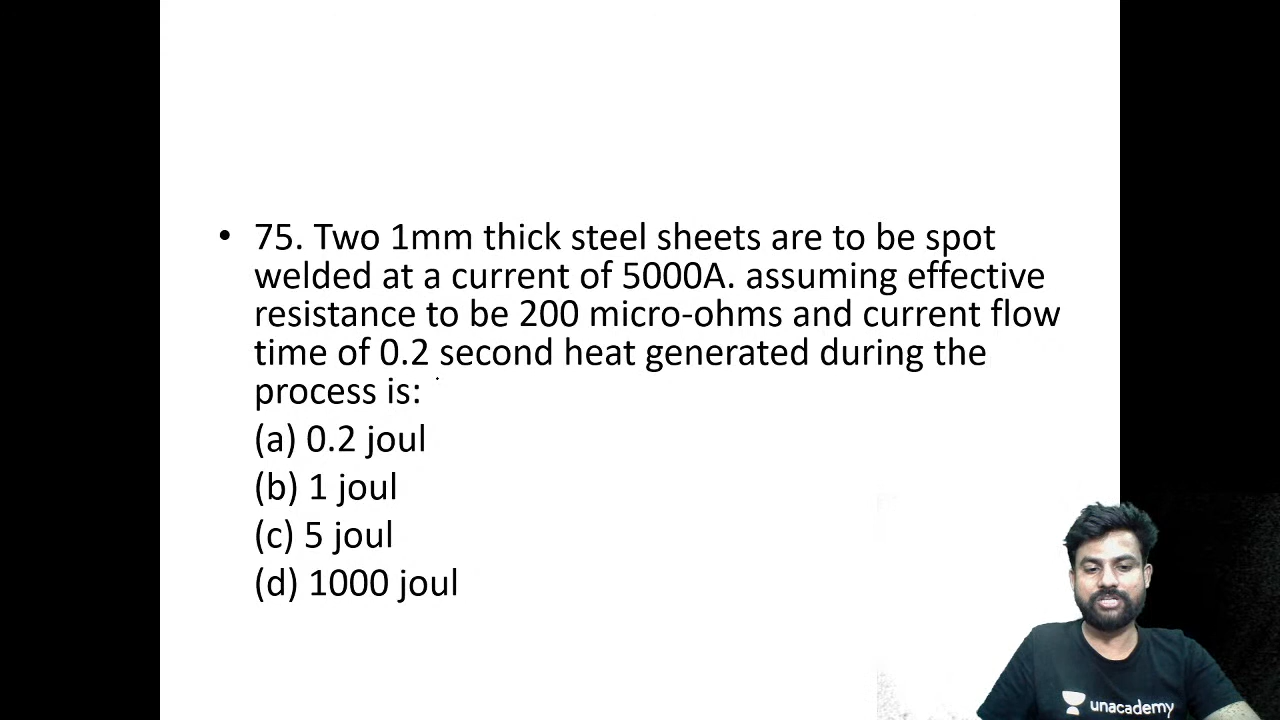 • 75. Two 1mm thick steel sheets are to be spot
welded at a current of 5000A. assuming effective
resistance to be 200 micro-ohms and current flow
time of 0.2 second heat generated during the
process is:
(a) 0.2 joul
(b) 1 joul
(c) 5 joul
(d) 1000 joul
unacademy